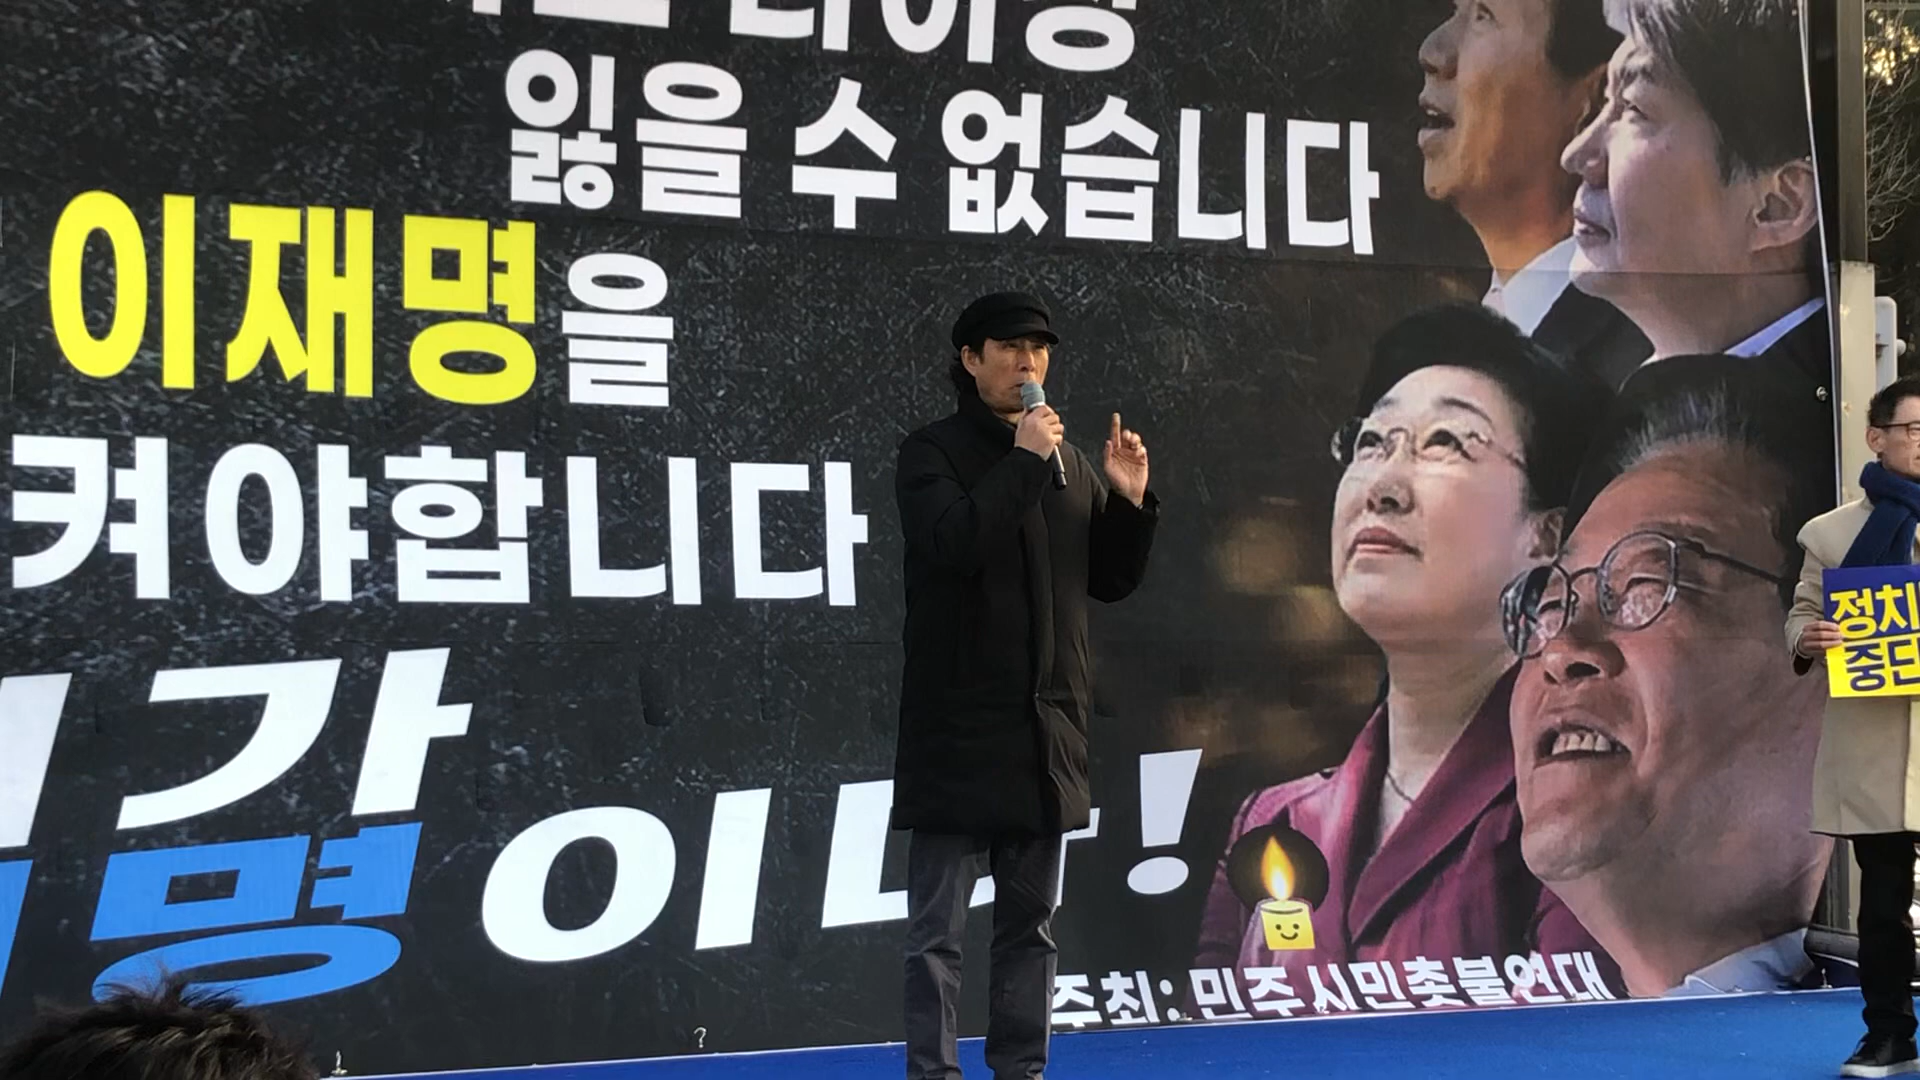 잃을 수 없습니다
이재명을
켜야합니다
명이다!
주최: 민주시민촛불연대
정치
중단